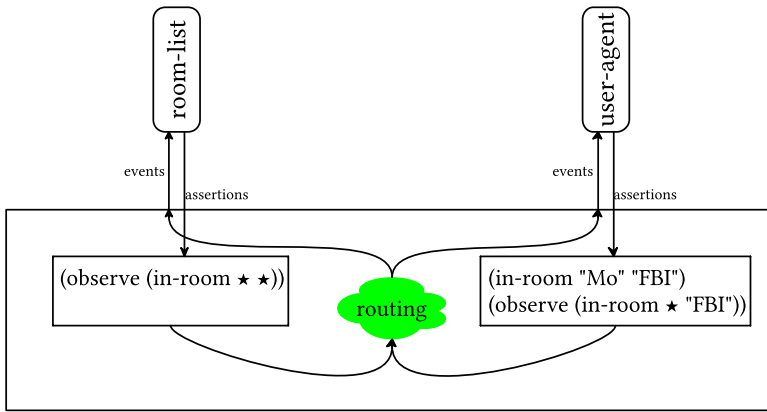 room-list
user-agent
events
assertions
events
assertions
(observe (in-room ★ ★))
(in-room "Mo" "FBI")
(observe (in-room ★ "FBI"))
routing